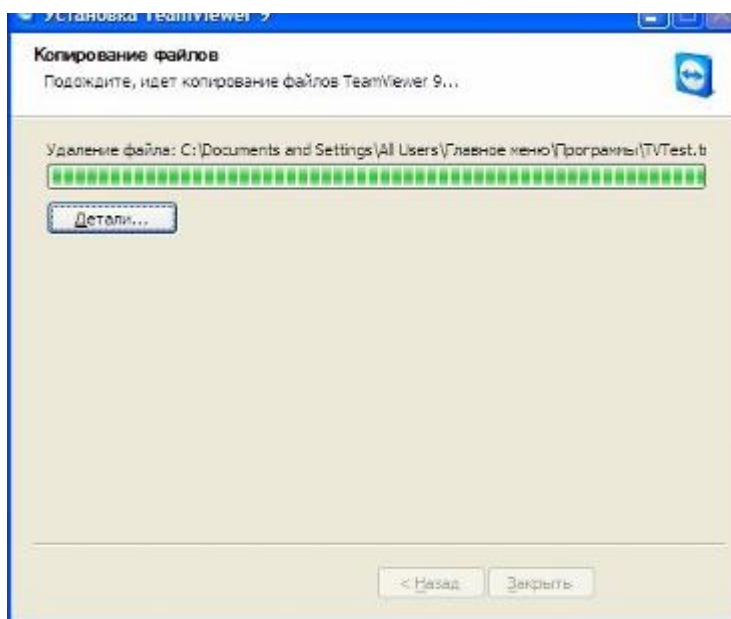 Установка TeamViewer 9
Копирование файлов
Подождите, идет копирование файлов TeamViewer 9...
Удаление файла: C:\Documents and Settings\All Users\Главное меню\Программы\TVTest.t
Детали...
< Назад
Закрыть